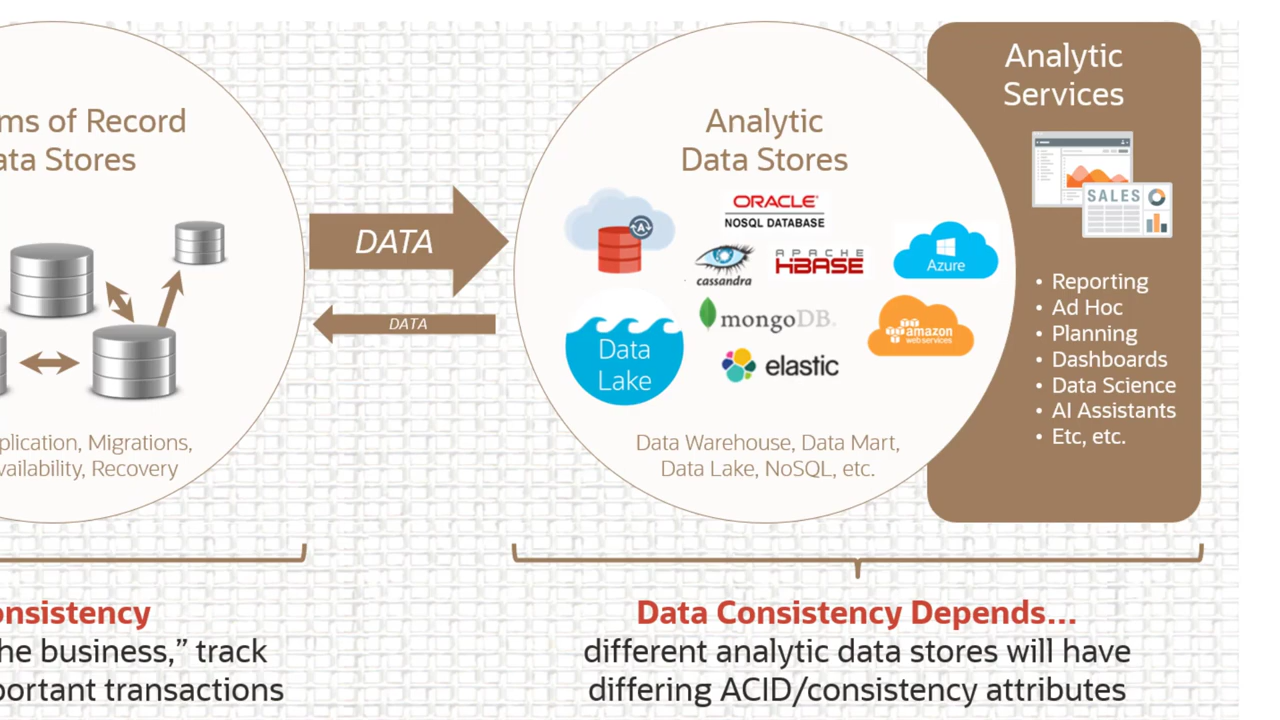 ms of Record
ata Stores
plication, Migrations,
vailability, Recovery
DATA
DATA
Analytic
Data Stores
ORACLE
NOSQL DATABASE
cassandra
APACHE
HBASE
Azure
mongoDB.
amazon
webservices
Data
Lake
elastic
A
Data Warehouse, Data Mart,
Data Lake, NoSQL, etc.
Analytic
Services
SALES
• Reporting
• Ad Hoc
• Planning
• Dashboards
• Data Science
• AI Assistants
• Etc, etc.
onsistency
he business,” track
portant transactions
Data Consistency Depends...
different analytic data stores will have
differing ACID/consistency attributes